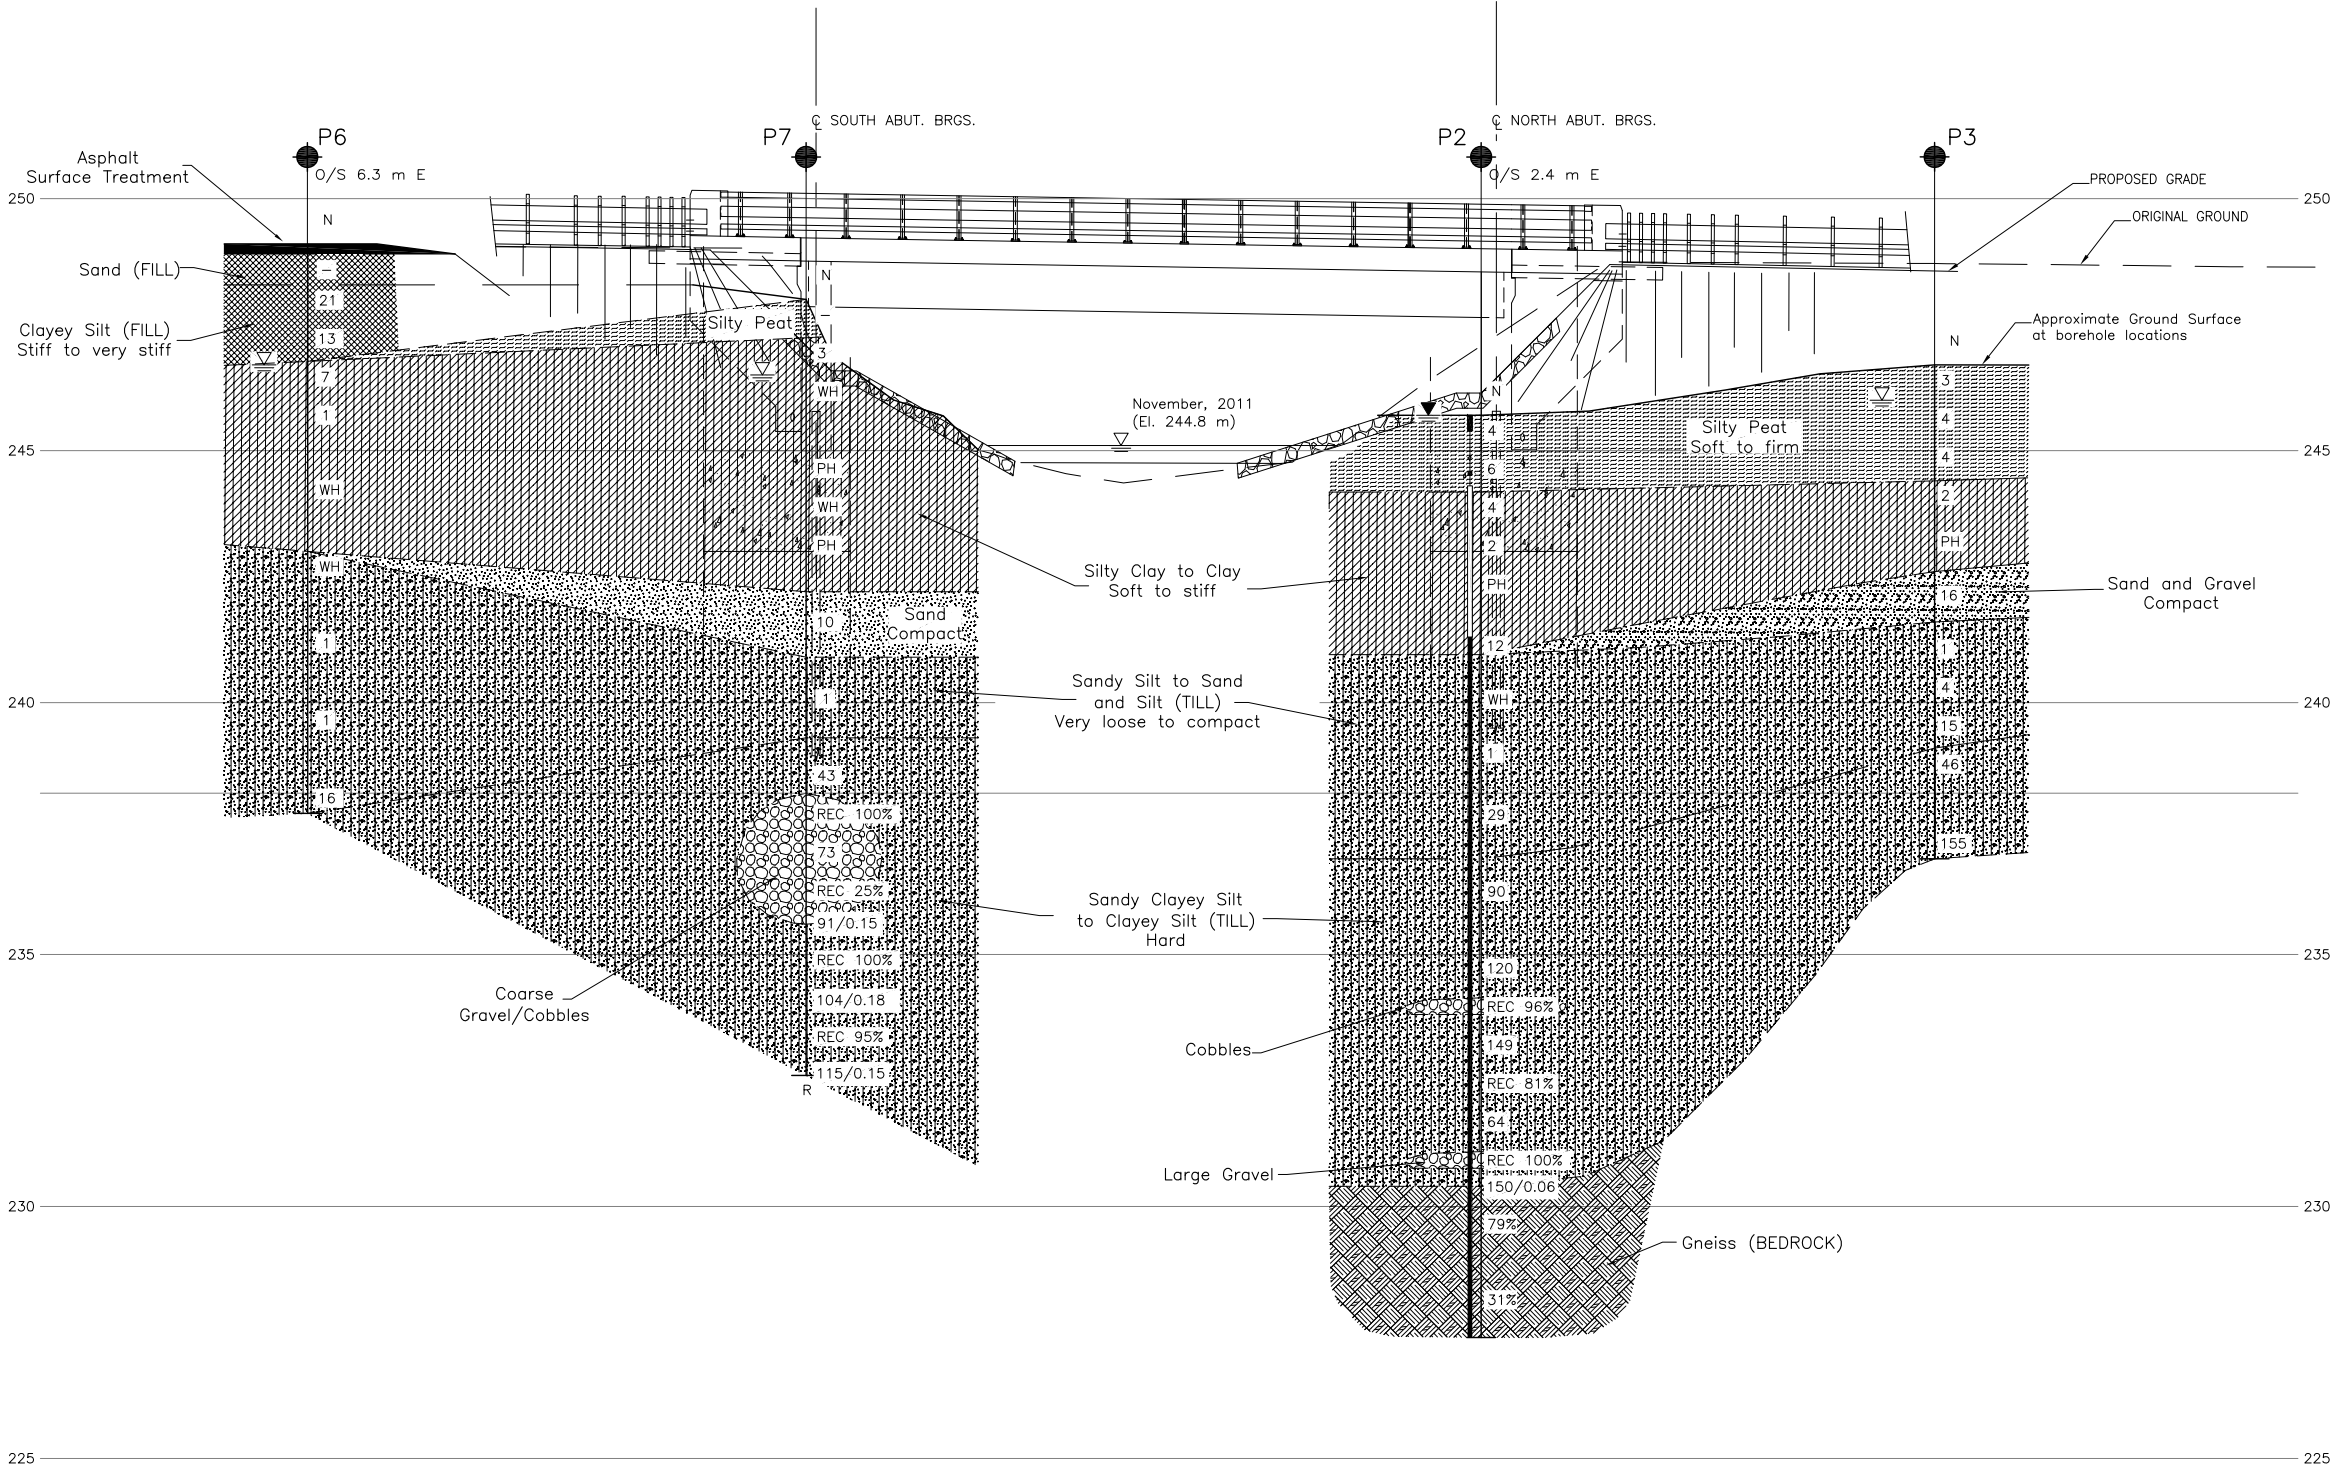 ℄ SOUTH ABUT. BRGS.
℄ NORTH ABUT. BRGS.
P6
P7
P2
P3
O/S 6.3 m E
O/S 2.4 m E
Asphalt
Surface Treatment
PROPOSED GRADE
ORIGINAL GROUND
250
250
N
Sand (FILL)
Clayey Silt (FILL)
Stiff to very stiff
–
21
13
7
1
WH
WH
1
1
16
Silty Peat
N
–
3
WH
PH
WH
PH
10
1
43
REC 100%
73
REC 25%
91/0.15
REC 100%
104/0.18
REC 95%
115/0.15
R
Sand
Compact
November, 2011
(El. 244.8 m)
Silty Clay to Clay
Soft to stiff
Sandy Silt to Sand
and Silt (TILL)
Very loose to compact
Sandy Clayey Silt
to Clayey Silt (TILL)
Hard
Coarse
Gravel/Cobbles
Cobbles
Large Gravel
N
4
6
4
2
PH
12
WH
1
29
90
120
REC 96%
149
REC 81%
64
REC 100%
150/0.06
79%
31%
Silty Peat
Soft to firm
Approximate Ground Surface
at borehole locations
N
3
4
4
2
PH
16
1
4
15
46
155
Sand and Gravel
Compact
Gneiss (BEDROCK)
245
245
240
240
235
235
230
230
225
225